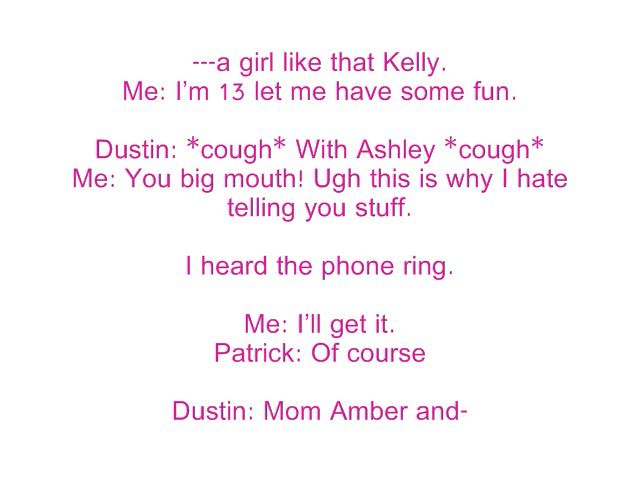 ---a girl like that Kelly.
Me: I'm 13 let me have some fun.
Dustin: *cough* With Ashley *cough*
Me: You big mouth! Ugh this is why I hate
telling you stuff.
I heard the phone ring.
Me: I'll get it.
Patrick: Of course
Dustin: Mom Amber and-